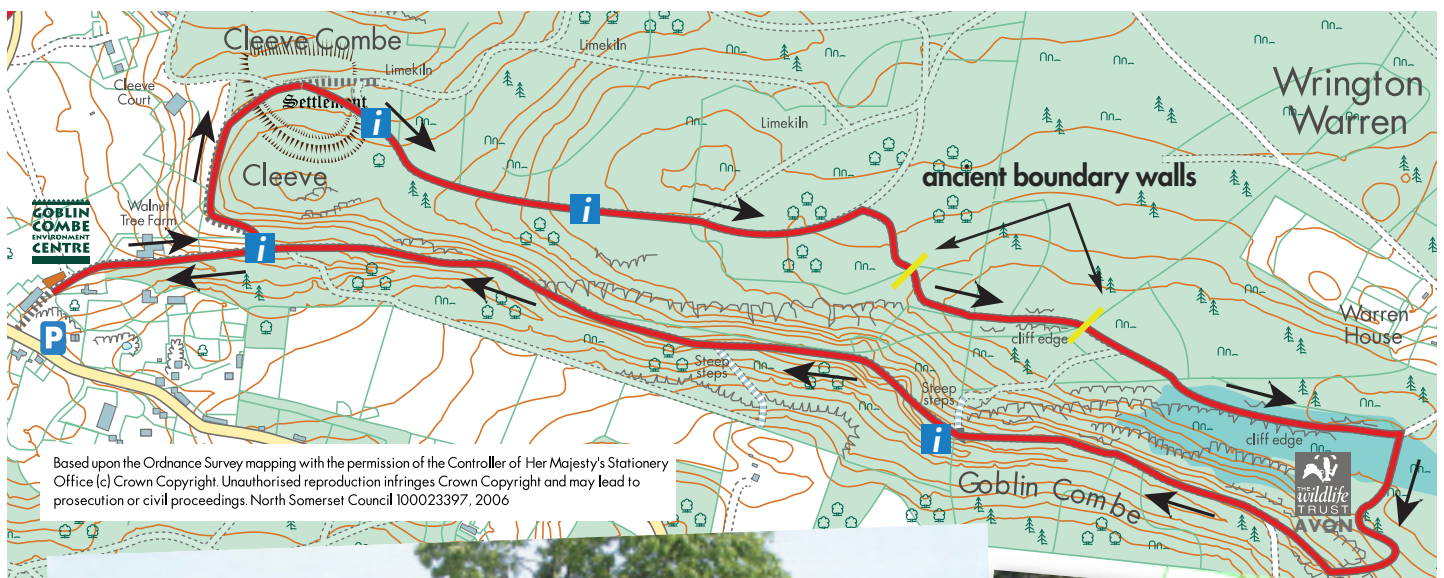 Cleeve Combe
Limekiln
Limekiln
Settlement
Cleeve
Court
Limekiln
Wrington
Warren
Cleeve
ancient boundary walls
Walnut
Tree Farm
GOBLIN
COMBE
ENVIRONMENT
CENTRE
i
i
i
P
Warren
House
cliff edge
Steep
steps
Steep
steps
i
cliff edge
Goblin Combe
THE
wildlife
TRUST
AVON
Based upon the Ordnance Survey mapping with the permission of the Controller of Her Majesty's Stationery
Office (c) Crown Copyright. Unauthorised reproduction infringes Crown Copyright and may lead to
prosecution or civil proceedings. North Somerset Council 100023397, 2006